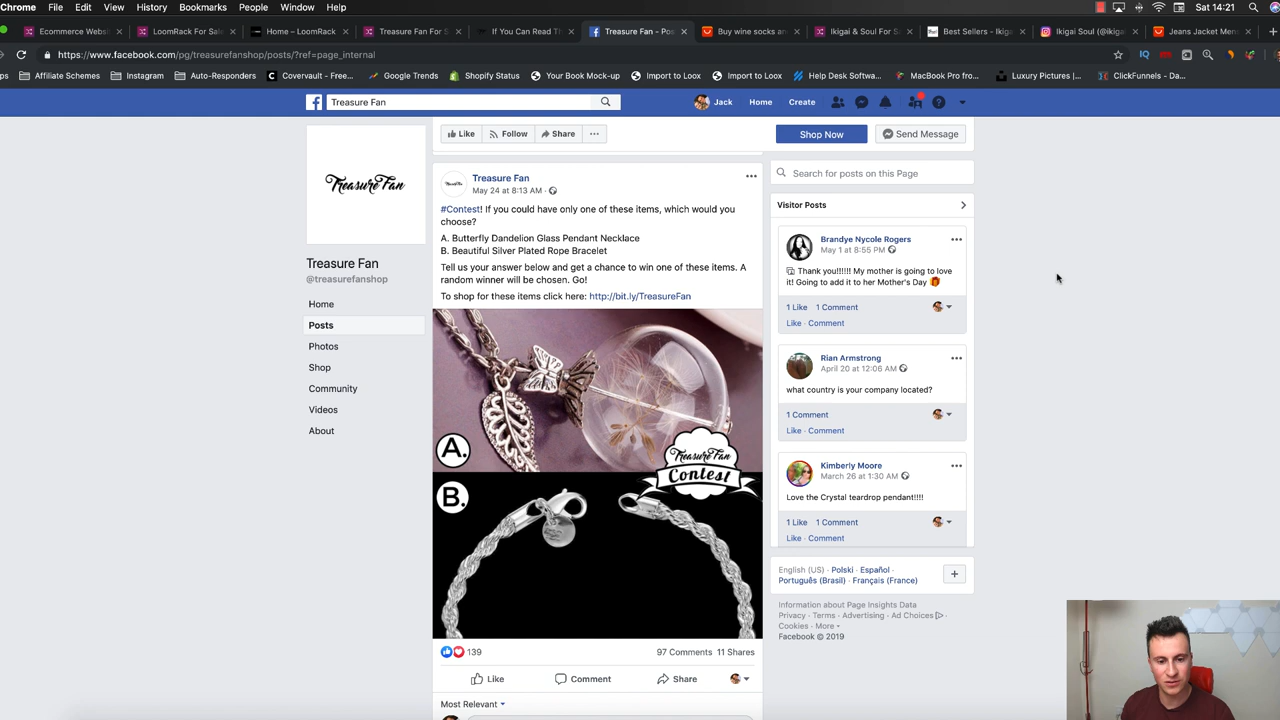 Chrome File Edit View History Bookmarks People Window Help
Sat 14:21
Ecommerce Websi LoomRack For Sale Home – LoomRack Treasure Fan For S If You Can Read Th Treasure Fan - Pos Buy wine socks an Ikigai & Soul For Sa Best Sellers - Ikiga Ikigai Soul (@ikiga Jeans Jacket Men
https://www.facebook.com/pg/treasurefanshop/posts/?ref=page_internal
Affiliate Schemes Instagram Auto-Responders Covervault - Free... Google Trends Shopify Status Your Book Mock-up Import to Loox Import to Loox Help Desk Softwa... MacBook Pro fro... Luxury Pictures |... ClickFunnels - Da...
Treasure Fan
Jack Home Create
Like Follow Share
Shop Now Send Message
TreasureFan
Treasure Fan
@treasurefanshop
Home
Posts
Photos
Shop
Community
Videos
About
Treasure Fan
May 24 at 8:13 AM ·
#Contest! If you could have only one of these items, which would you
choose?
A. Butterfly Dandelion Glass Pendant Necklace
B. Beautiful Silver Plated Rope Bracelet
Tell us your answer below and get a chance to win one of these items. A
random winner will be chosen. Go!
To shop for these items click here: http://bit.ly/TreasureFan
A.
TreasureFan
Contest
B.
139
97 Comments 11 Shares
Like Comment Share
Most Relevant
Search for posts on this Page
Visitor Posts
Brandye Nycole Rogers
May 1 at 8:55 PM
Thank you!!!!!! My mother is going to love
it! Going to add it to her Mother's Day
1 Like 1 Comment
Like · Comment
Rian Armstrong
April 20 at 12:06 AM
what country is your company located?
1 Comment
Like · Comment
Kimberly Moore
March 26 at 1:30 AM
Love the Crystal teardrop pendant!!!!
1 Like 1 Comment
Like · Comment
English (US) · Polski · Español ·
Português (Brasil) · Français (France)
Information about Page Insights Data
Privacy · Terms · Advertising · Ad Choices ·
Cookies · More
Facebook © 2019